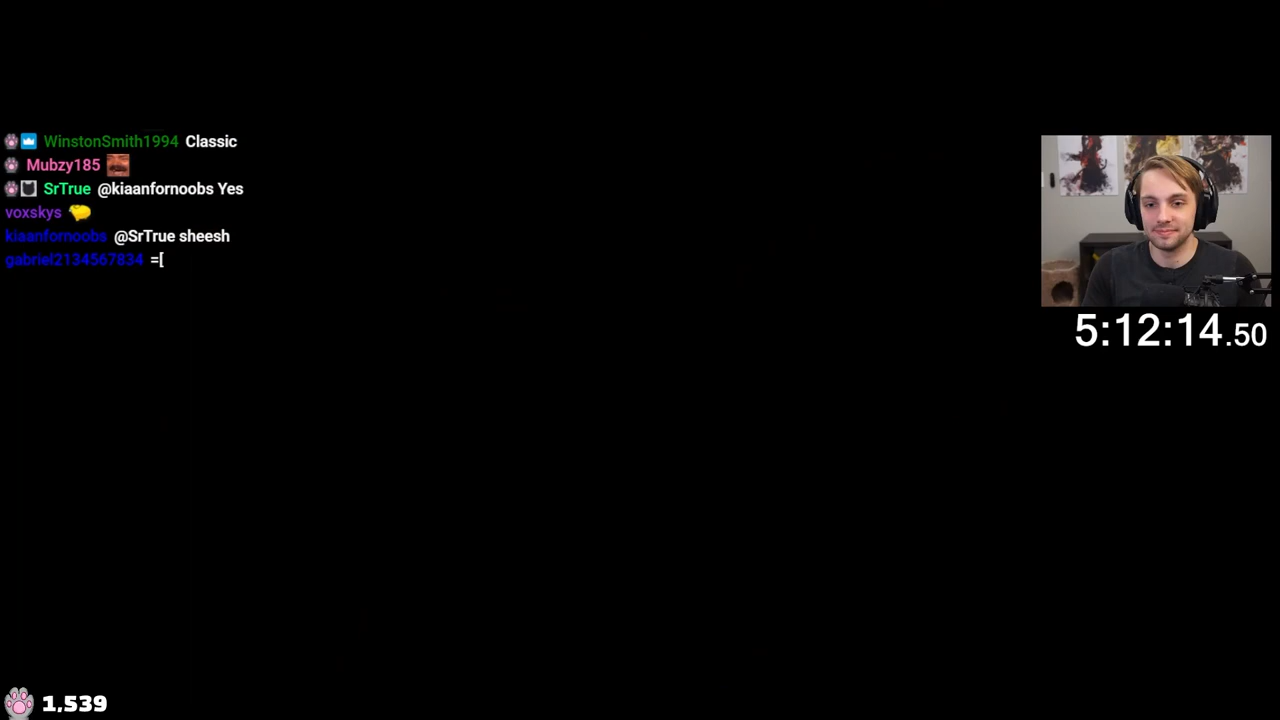 WinstonSmith1994 Classic
Mubzy185
SrTrue @kiaanfornoobs Yes
voxskys
kiaanfornoobs @SrTrue sheesh
gabriel2134567834 =[
5:12:14.50
1,539